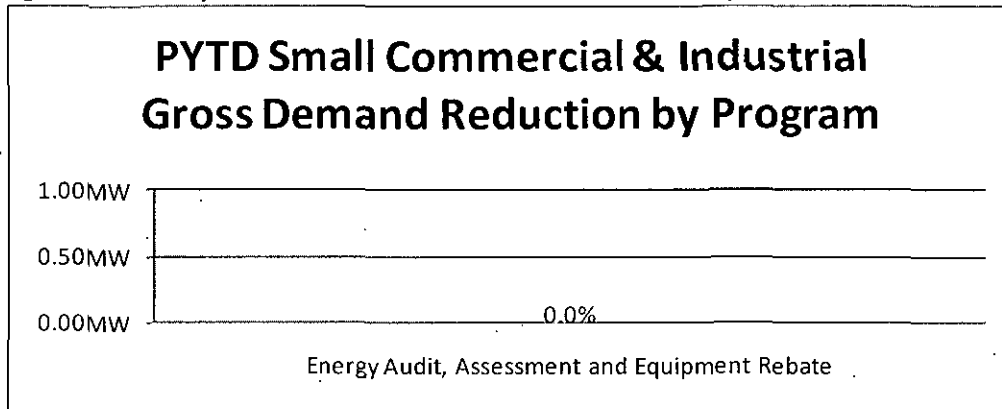 PYTD Small Commercial & Industrial
Gross Demand Reduction by Program
1.00MW
0.50MW
0.00MW
0.0%
Energy Audit, Assessment and Equipment Rebate